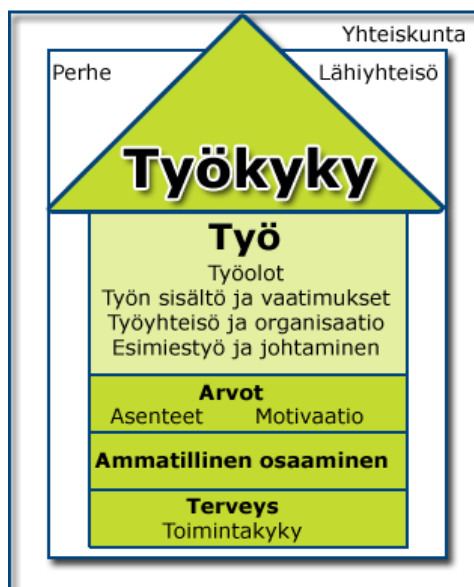 Yhteiskunta
Perhe Lähiyhteisö
Työkyky
Työ
Työolot
Työn sisältö ja vaatimukset
Työyhteisö ja organisaatio
Esimiestyö ja johtaminen
Arvot
Asenteet Motivaatio
Ammatillinen osaaminen
Terveys
Toimintakyky